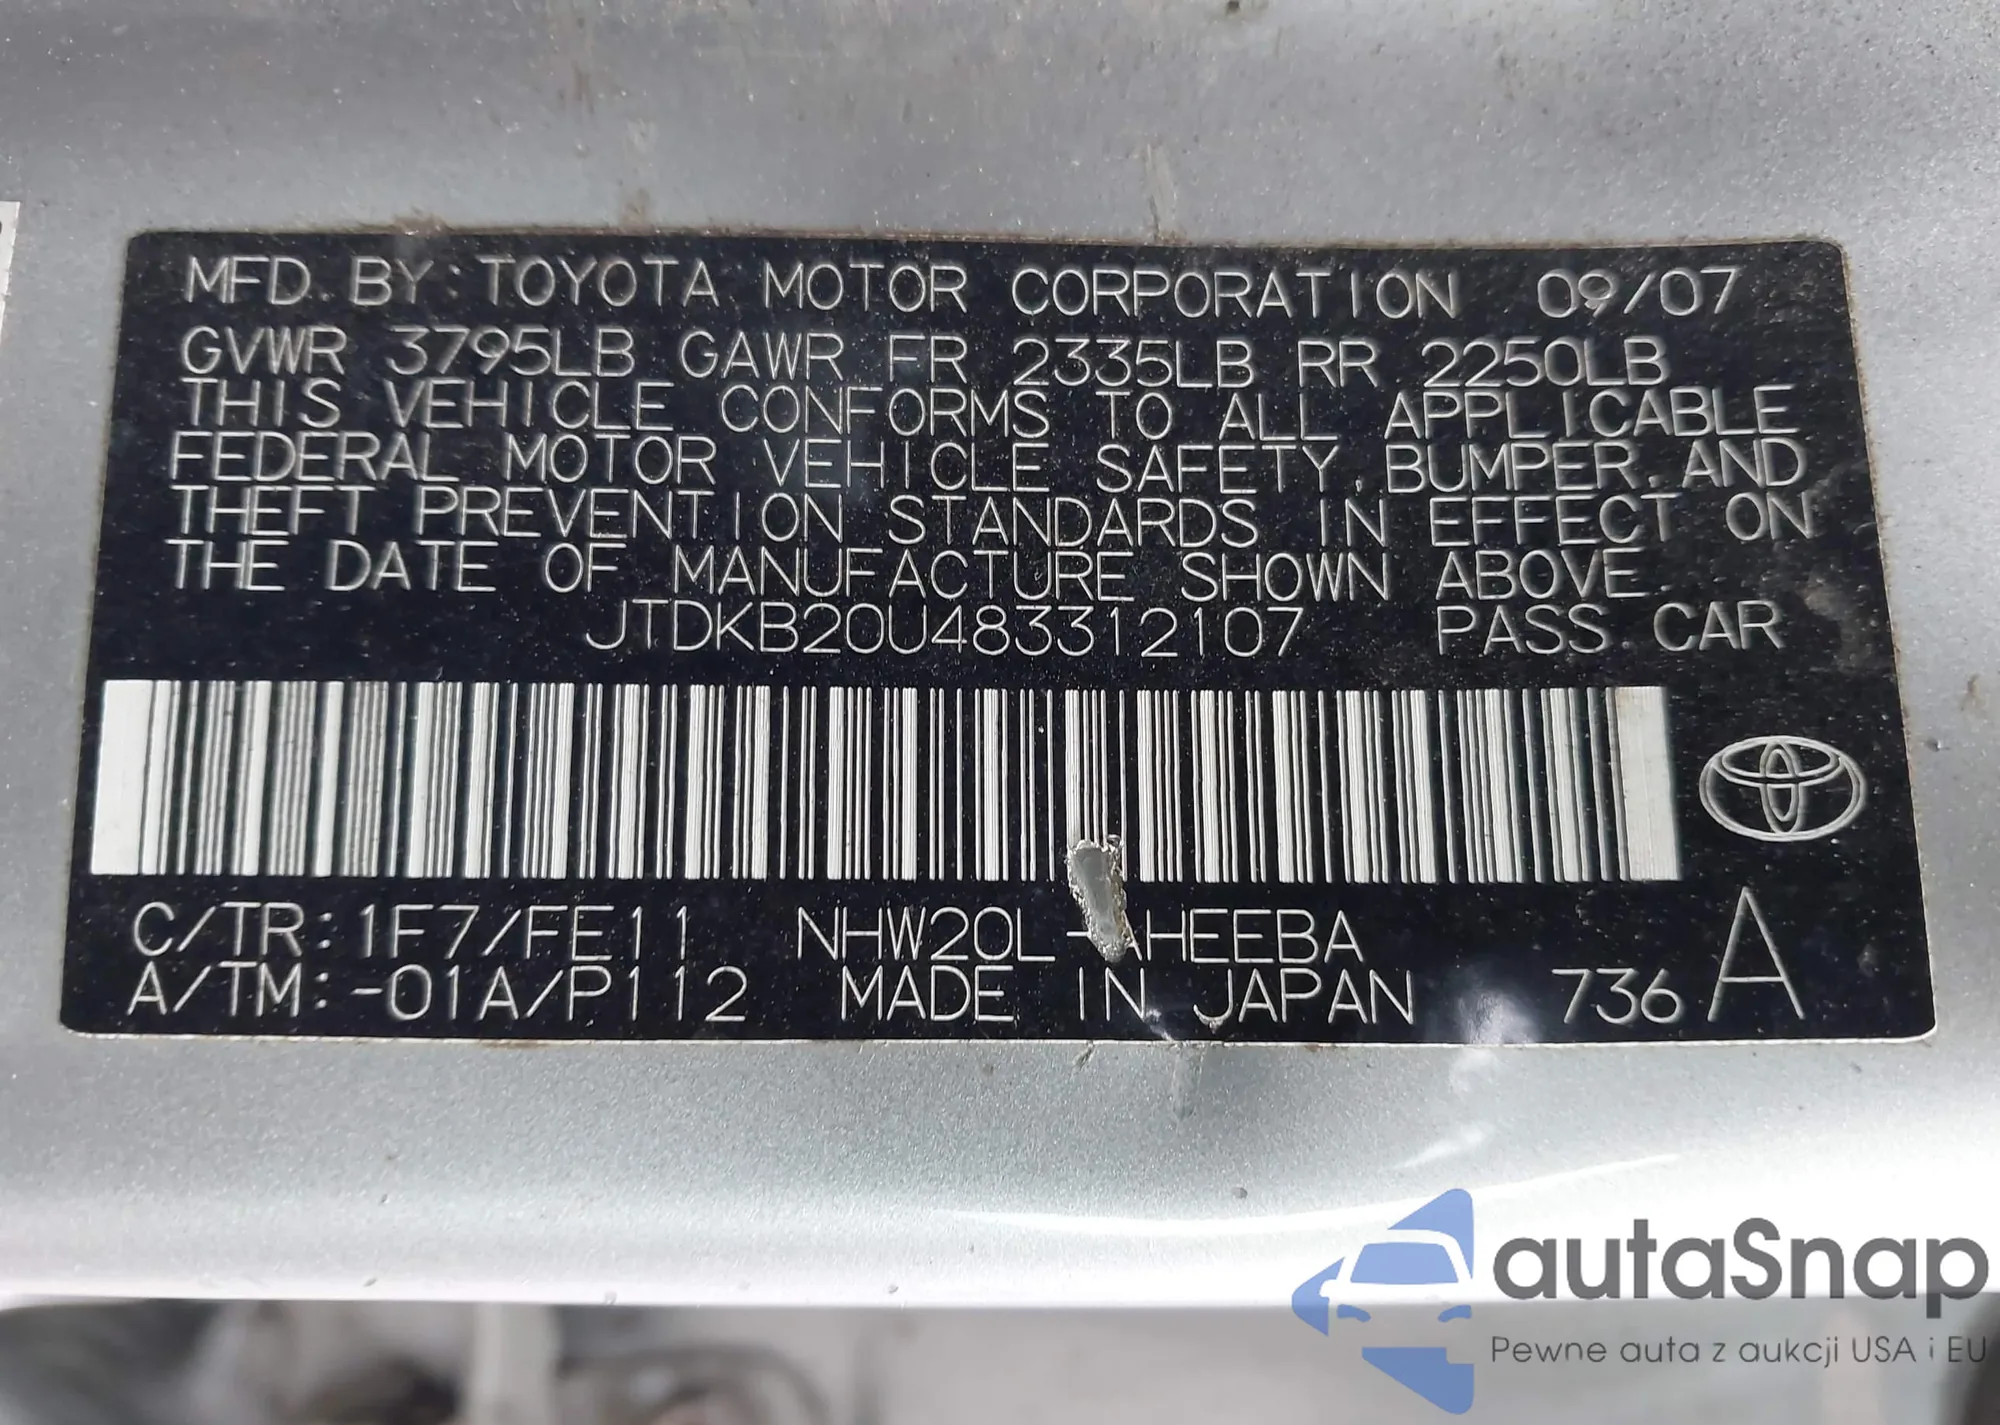 MFD. BY: TOYOTA MOTOR CORPORATION 09/07
GVWR 3795LB GAWR FR 2335LB RR 2250LB
THIS VEHICLE CONFORMS TO ALL APPLICABLE
FEDERAL MOTOR VEHICLE SAFETY, BUMPER, AND
THEFT PREVENTION STANDARDS IN EFFECT ON
THE DATE OF MANUFACTURE SHOWN ABOVE.
JTDKB20U483312107 PASS. CAR
C/TR: 1F7/FE11 NHW20L-AHEEBA
A/TM: -01A/P112 MADE IN JAPAN 736 A
autaSnap
Pewne auta z aukcji USA i EU